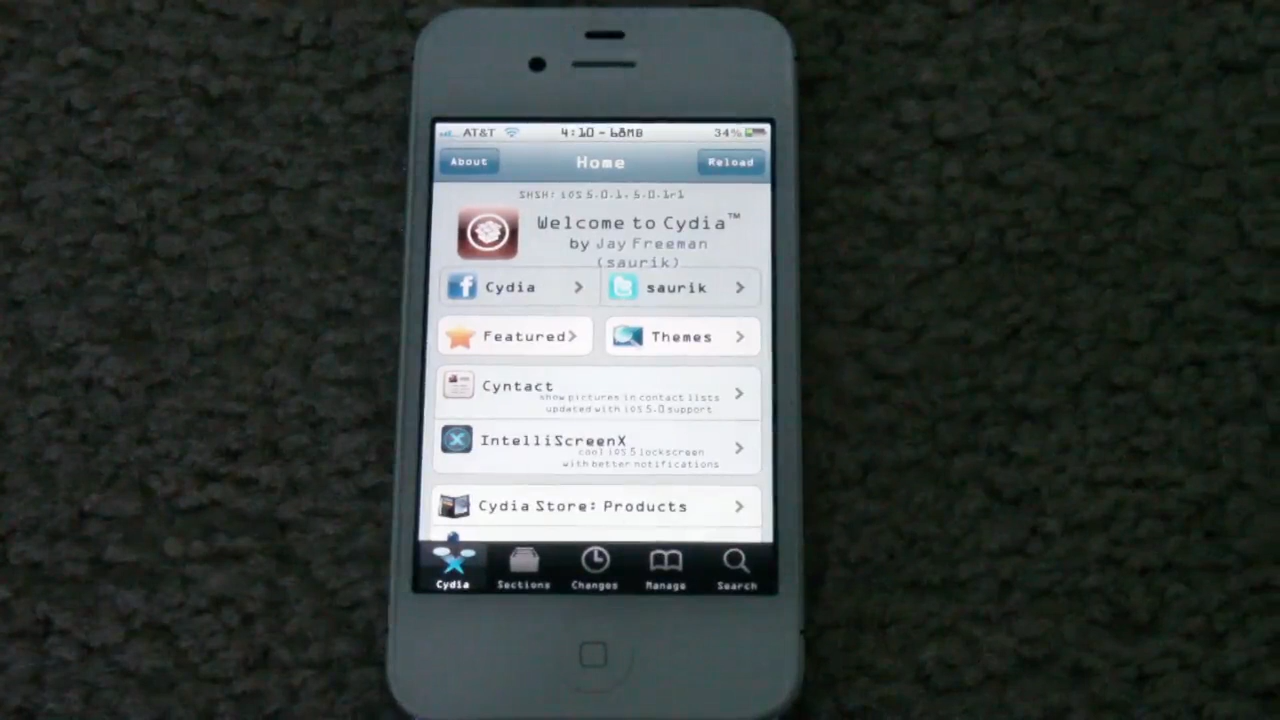 AT&T 4:10 - 68MB 34%
About Home Reload
SHSH: iOS 5.0.1, 5.0.1r1
Welcome to Cydia™
by Jay Freeman
(saurik)
Cydia saurik
Featured Themes
Cyntact
show pictures in contact lists
updated with iOS 5.0 support
IntelliScreenX
cool iOS 5 lockscreen
with better notifications
Cydia Store: Products
Cydia Sections Changes Manage Search